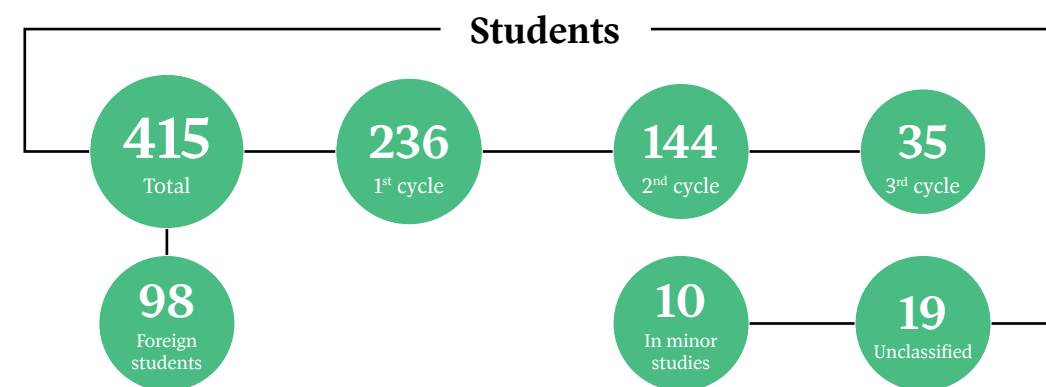 Students
415
Total
236
1st cycle
144
2nd cycle
35
3rd cycle
98
Foreign
students
10
In minor
studies
19
Unclassified